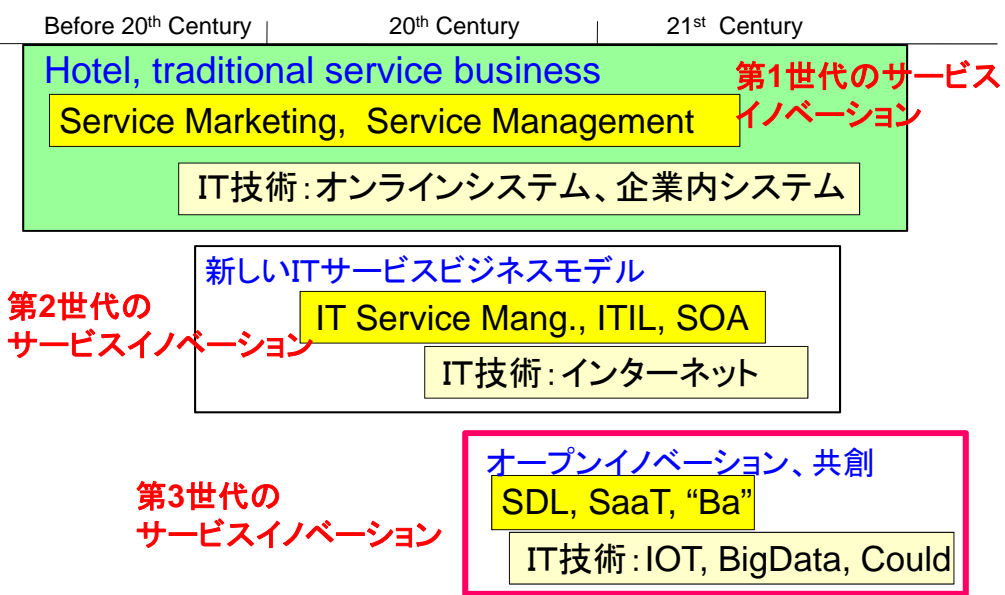 Before 20th Century
20th Century
21st Century
Hotel, traditional service business
第1世代のサービス
イノベーション
Service Marketing, Service Management
IT技術：オンラインシステム、企業内システム
新しいITサービスビジネスモデル
第2世代の
サービスイノベーション
IT Service Mang., ITIL, SOA
IT技術：インターネット
オープンイノベーション、共創
第3世代の
サービスイノベーション
SDL, SaaT, “Ba”
IT技術：IOT, BigData, Could